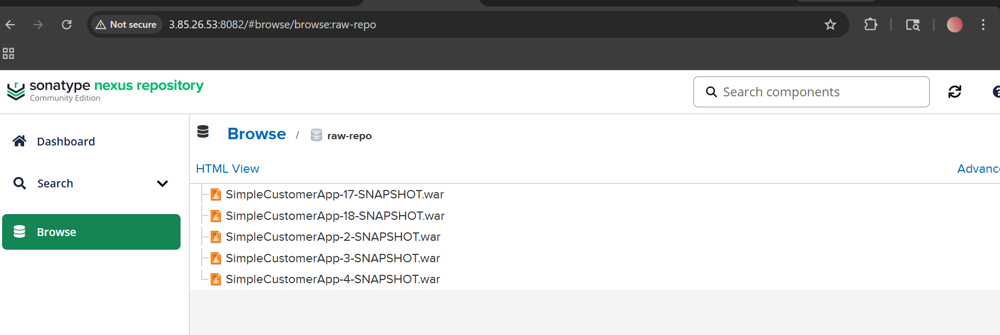 Not secure 3.85.26.53:8082/#browse/browse:raw-repo
sonatype nexus repository
Community Edition
Search components
Dashboard
Search
Browse
Browse / raw-repo
HTML View
Advanc
SimpleCustomerApp-17-SNAPSHOT.war
SimpleCustomerApp-18-SNAPSHOT.war
SimpleCustomerApp-2-SNAPSHOT.war
SimpleCustomerApp-3-SNAPSHOT.war
SimpleCustomerApp-4-SNAPSHOT.war